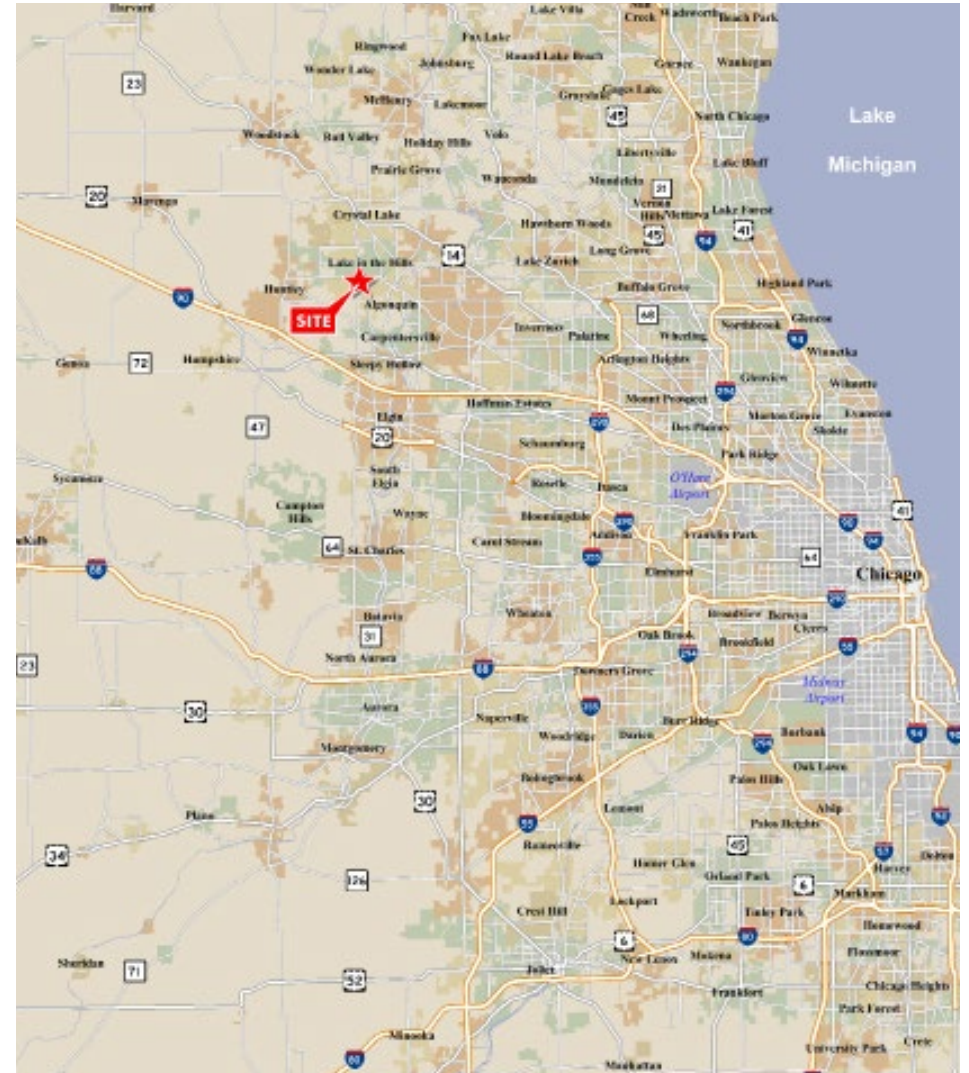 Harvard
Lake Villa
Creek
Wadsworth
Beach Park
Fox Lake
Ringwood
Johnsburg
Round Lake Beach
Gurnee
Waukegan
Wonder Lake
23
Gages Lake
Grayslake
McHenry
Lakemoor
45
North Chicago
Lake
Michigan
Woodstock
Bull Valley
Holiday Hills
Volo
Libertyville
Lake Bluff
Prairie Grove
Wauconda
Mundelein
21
20
Marengo
Vernon
Hills
Mettawa
Lake Forest
Crystal Lake
Hawthorn Woods
45
94
41
14
Long Grove
Lake in the Hills
Lake Zurich
Huntley
Buffalo Grove
Highland Park
90
Algonquin
SITE
68
Glencoe
Inverness
Palatine
Wheeling
Northbrook
94
Carpentersville
Winnetka
Genoa
72
Hampshire
Sleepy Hollow
Arlington Heights
Glenview
Wilmette
294
Hoffman Estates
Mount Prospect
Morton Grove
Evanston
Elgin
47
290
Des Plaines
Skokie
20
Schaumburg
Park Ridge
Sycamore
South
Elgin
Roselle
Itasca
O'Hare
Airport
Campton
Hills
Wayne
Bloomingdale
290
90
41
Addison
Franklin Park
94
64
St. Charles
Carol Stream
355
64
88
Elmhurst
Chicago
Batavia
Wheaton
290
Broadview
Berwyn
Cicero
31
Oak Brook
Brookfield
55
North Aurora
294
23
88
Downers Grove
Midway
Airport
30
Aurora
355
Naperville
Burr Ridge
Woodridge
Darien
Burbank
94
90
Montgomery
294
Oak Lawn
Bolingbrook
Palos Hills
30
Plano
Lemont
Alsip
55
Palos Heights
94
Romeoville
45
34
57
Dolton
Homer Glen
Harvey
126
Orland Park
6
Markham
Lockport
Crest Hill
Tinley Park
Homewood
6
80
Flossmoor
New Lenox
Mokena
Sheridan
71
Joliet
52
Frankfort
Chicago Heights
Park Forest
Minooka
Crete
80
University Park
Manhattan